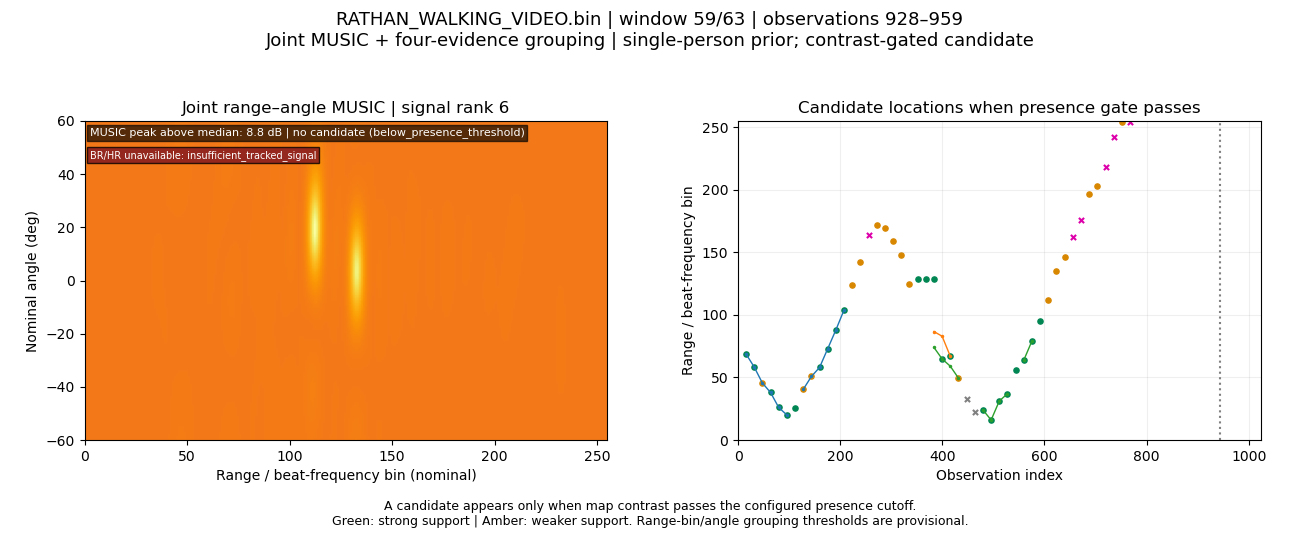 RATHAN_WALKING_VIDEO.bin | window 59/63 | observations 928–959
Joint MUSIC + four-evidence grouping | single-person prior; contrast-gated candidate
Joint range–angle MUSIC | signal rank 6
MUSIC peak above median: 8.8 dB | no candidate (below_presence_threshold)
BR/HR unavailable: insufficient_tracked_signal
60
40
20
0
−20
−40
−60
Nominal angle (deg)
0 50 100 150 200 250
Range / beat-frequency bin (nominal)
Candidate locations when presence gate passes
250
200
150
100
50
0
Range / beat-frequency bin
0 200 400 600 800 1000
Observation index
A candidate appears only when map contrast passes the configured presence cutoff.
Green: strong support | Amber: weaker support. Range-bin/angle grouping thresholds are provisional.